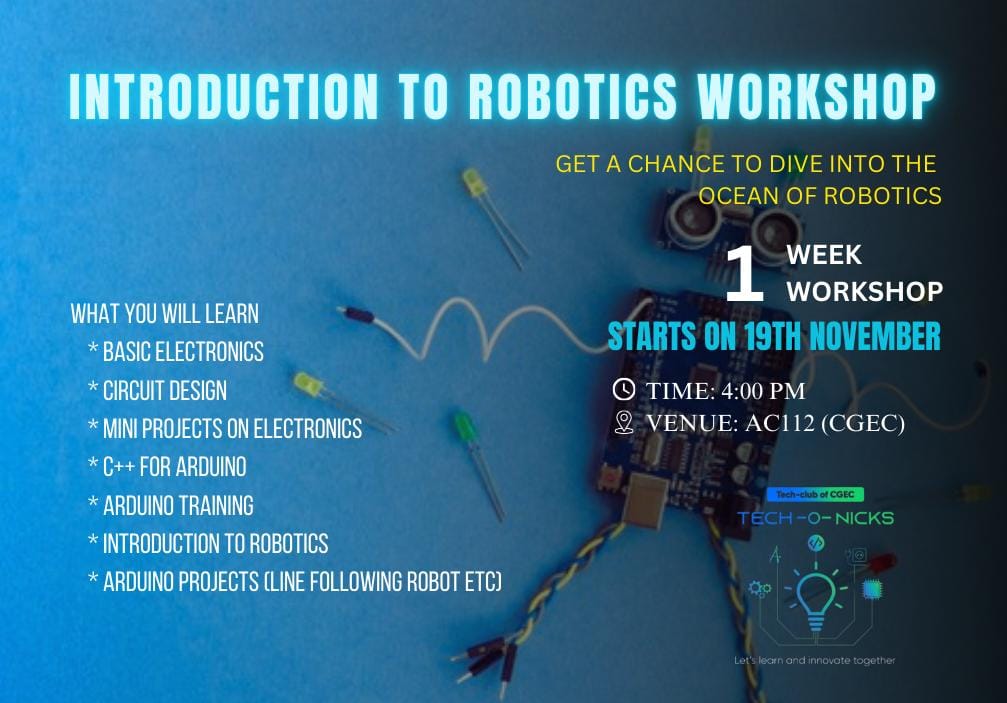 INTRODUCTION TO ROBOTICS WORKSHOP
GET A CHANCE TO DIVE INTO THE
OCEAN OF ROBOTICS
1 WEEK
WORKSHOP
STARTS ON 19TH NOVEMBER
TIME: 4:00 PM
VENUE: AC112 (CGEC)
WHAT YOU WILL LEARN
* BASIC ELECTRONICS
* CIRCUIT DESIGN
* MINI PROJECTS ON ELECTRONICS
* C++ FOR ARDUINO
* ARDUINO TRAINING
* INTRODUCTION TO ROBOTICS
* ARDUINO PROJECTS (LINE FOLLOWING ROBOT ETC)
Tech-club of CGEC
TECH-O-NICKS
Let's learn and innovate together